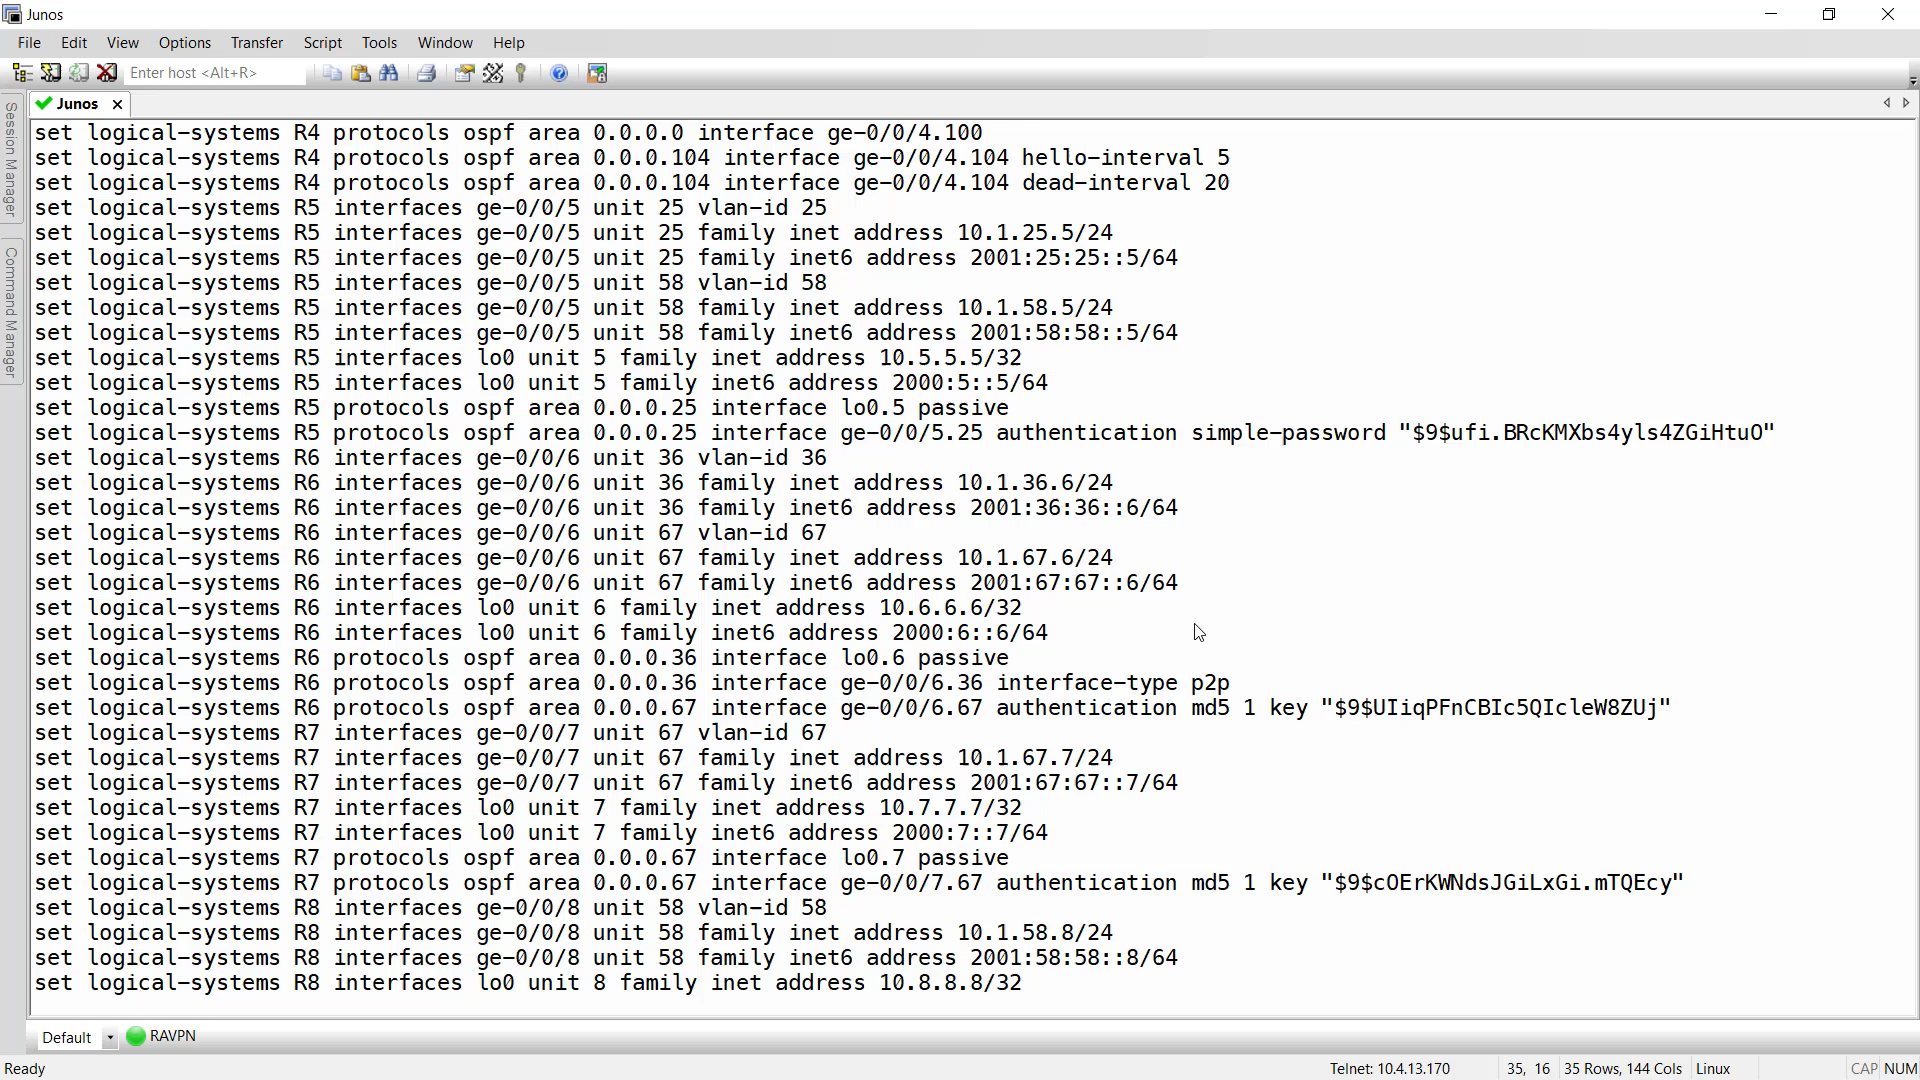 Junos
File Edit View Options Transfer Script Tools Window Help
Enter host <Alt+R>
Junos
Session Manager
Command Manager
set logical-systems R4 protocols ospf area 0.0.0.0 interface ge-0/0/4.100
set logical-systems R4 protocols ospf area 0.0.0.104 interface ge-0/0/4.104 hello-interval 5
set logical-systems R4 protocols ospf area 0.0.0.104 interface ge-0/0/4.104 dead-interval 20
set logical-systems R5 interfaces ge-0/0/5 unit 25 vlan-id 25
set logical-systems R5 interfaces ge-0/0/5 unit 25 family inet address 10.1.25.5/24
set logical-systems R5 interfaces ge-0/0/5 unit 25 family inet6 address 2001:25:25::5/64
set logical-systems R5 interfaces ge-0/0/5 unit 58 vlan-id 58
set logical-systems R5 interfaces ge-0/0/5 unit 58 family inet address 10.1.58.5/24
set logical-systems R5 interfaces ge-0/0/5 unit 58 family inet6 address 2001:58:58::5/64
set logical-systems R5 interfaces lo0 unit 5 family inet address 10.5.5.5/32
set logical-systems R5 interfaces lo0 unit 5 family inet6 address 2000:5::5/64
set logical-systems R5 protocols ospf area 0.0.0.25 interface lo0.5 passive
set logical-systems R5 protocols ospf area 0.0.0.25 interface ge-0/0/5.25 authentication simple-password "$9$ufi.BRcKMXbs4yls4ZGiHtuO"
set logical-systems R6 interfaces ge-0/0/6 unit 36 vlan-id 36
set logical-systems R6 interfaces ge-0/0/6 unit 36 family inet address 10.1.36.6/24
set logical-systems R6 interfaces ge-0/0/6 unit 36 family inet6 address 2001:36:36::6/64
set logical-systems R6 interfaces ge-0/0/6 unit 67 vlan-id 67
set logical-systems R6 interfaces ge-0/0/6 unit 67 family inet address 10.1.67.6/24
set logical-systems R6 interfaces ge-0/0/6 unit 67 family inet6 address 2001:67:67::6/64
set logical-systems R6 interfaces lo0 unit 6 family inet address 10.6.6.6/32
set logical-systems R6 interfaces lo0 unit 6 family inet6 address 2000:6::6/64
set logical-systems R6 protocols ospf area 0.0.0.36 interface lo0.6 passive
set logical-systems R6 protocols ospf area 0.0.0.36 interface ge-0/0/6.36 interface-type p2p
set logical-systems R6 protocols ospf area 0.0.0.67 interface ge-0/0/6.67 authentication md5 1 key "$9$UIiqPFnCBIc5QIcleW8ZUj"
set logical-systems R7 interfaces ge-0/0/7 unit 67 vlan-id 67
set logical-systems R7 interfaces ge-0/0/7 unit 67 family inet address 10.1.67.7/24
set logical-systems R7 interfaces ge-0/0/7 unit 67 family inet6 address 2001:67:67::7/64
set logical-systems R7 interfaces lo0 unit 7 family inet address 10.7.7.7/32
set logical-systems R7 interfaces lo0 unit 7 family inet6 address 2000:7::7/64
set logical-systems R7 protocols ospf area 0.0.0.67 interface lo0.7 passive
set logical-systems R7 protocols ospf area 0.0.0.67 interface ge-0/0/7.67 authentication md5 1 key "$9$cOErKWNdsJGiLxGi.mTQEcy"
set logical-systems R8 interfaces ge-0/0/8 unit 58 vlan-id 58
set logical-systems R8 interfaces ge-0/0/8 unit 58 family inet address 10.1.58.8/24
set logical-systems R8 interfaces ge-0/0/8 unit 58 family inet6 address 2001:58:58::8/64
set logical-systems R8 interfaces lo0 unit 8 family inet address 10.8.8.8/32
Default RAVPN
Ready Telnet: 10.4.13.170 35, 16 35 Rows, 144 Cols Linux CAP NUM